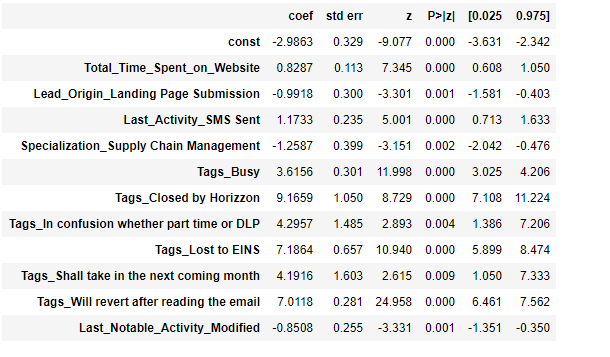 coef std err z P>|z| [0.025 0.975]
const -2.9863 0.329 -9.077 0.000 -3.631 -2.342
Total_Time_Spent_on_Website 0.8287 0.113 7.345 0.000 0.608 1.050
Lead_Origin_Landing Page Submission -0.9918 0.300 -3.301 0.001 -1.581 -0.403
Last_Activity_SMS Sent 1.1733 0.235 5.001 0.000 0.713 1.633
Specialization_Supply Chain Management -1.2587 0.399 -3.151 0.002 -2.042 -0.476
Tags_Busy 3.6156 0.301 11.998 0.000 3.025 4.206
Tags_Closed by Horizzon 9.1659 1.050 8.729 0.000 7.108 11.224
Tags_In confusion whether part time or DLP 4.2957 1.485 2.893 0.004 1.386 7.206
Tags_Lost to EINS 7.1864 0.657 10.940 0.000 5.899 8.474
Tags_Shall take in the next coming month 4.1916 1.603 2.615 0.009 1.050 7.333
Tags_Will revert after reading the email 7.0118 0.281 24.958 0.000 6.461 7.562
Last_Notable_Activity_Modified -0.8508 0.255 -3.331 0.001 -1.351 -0.350